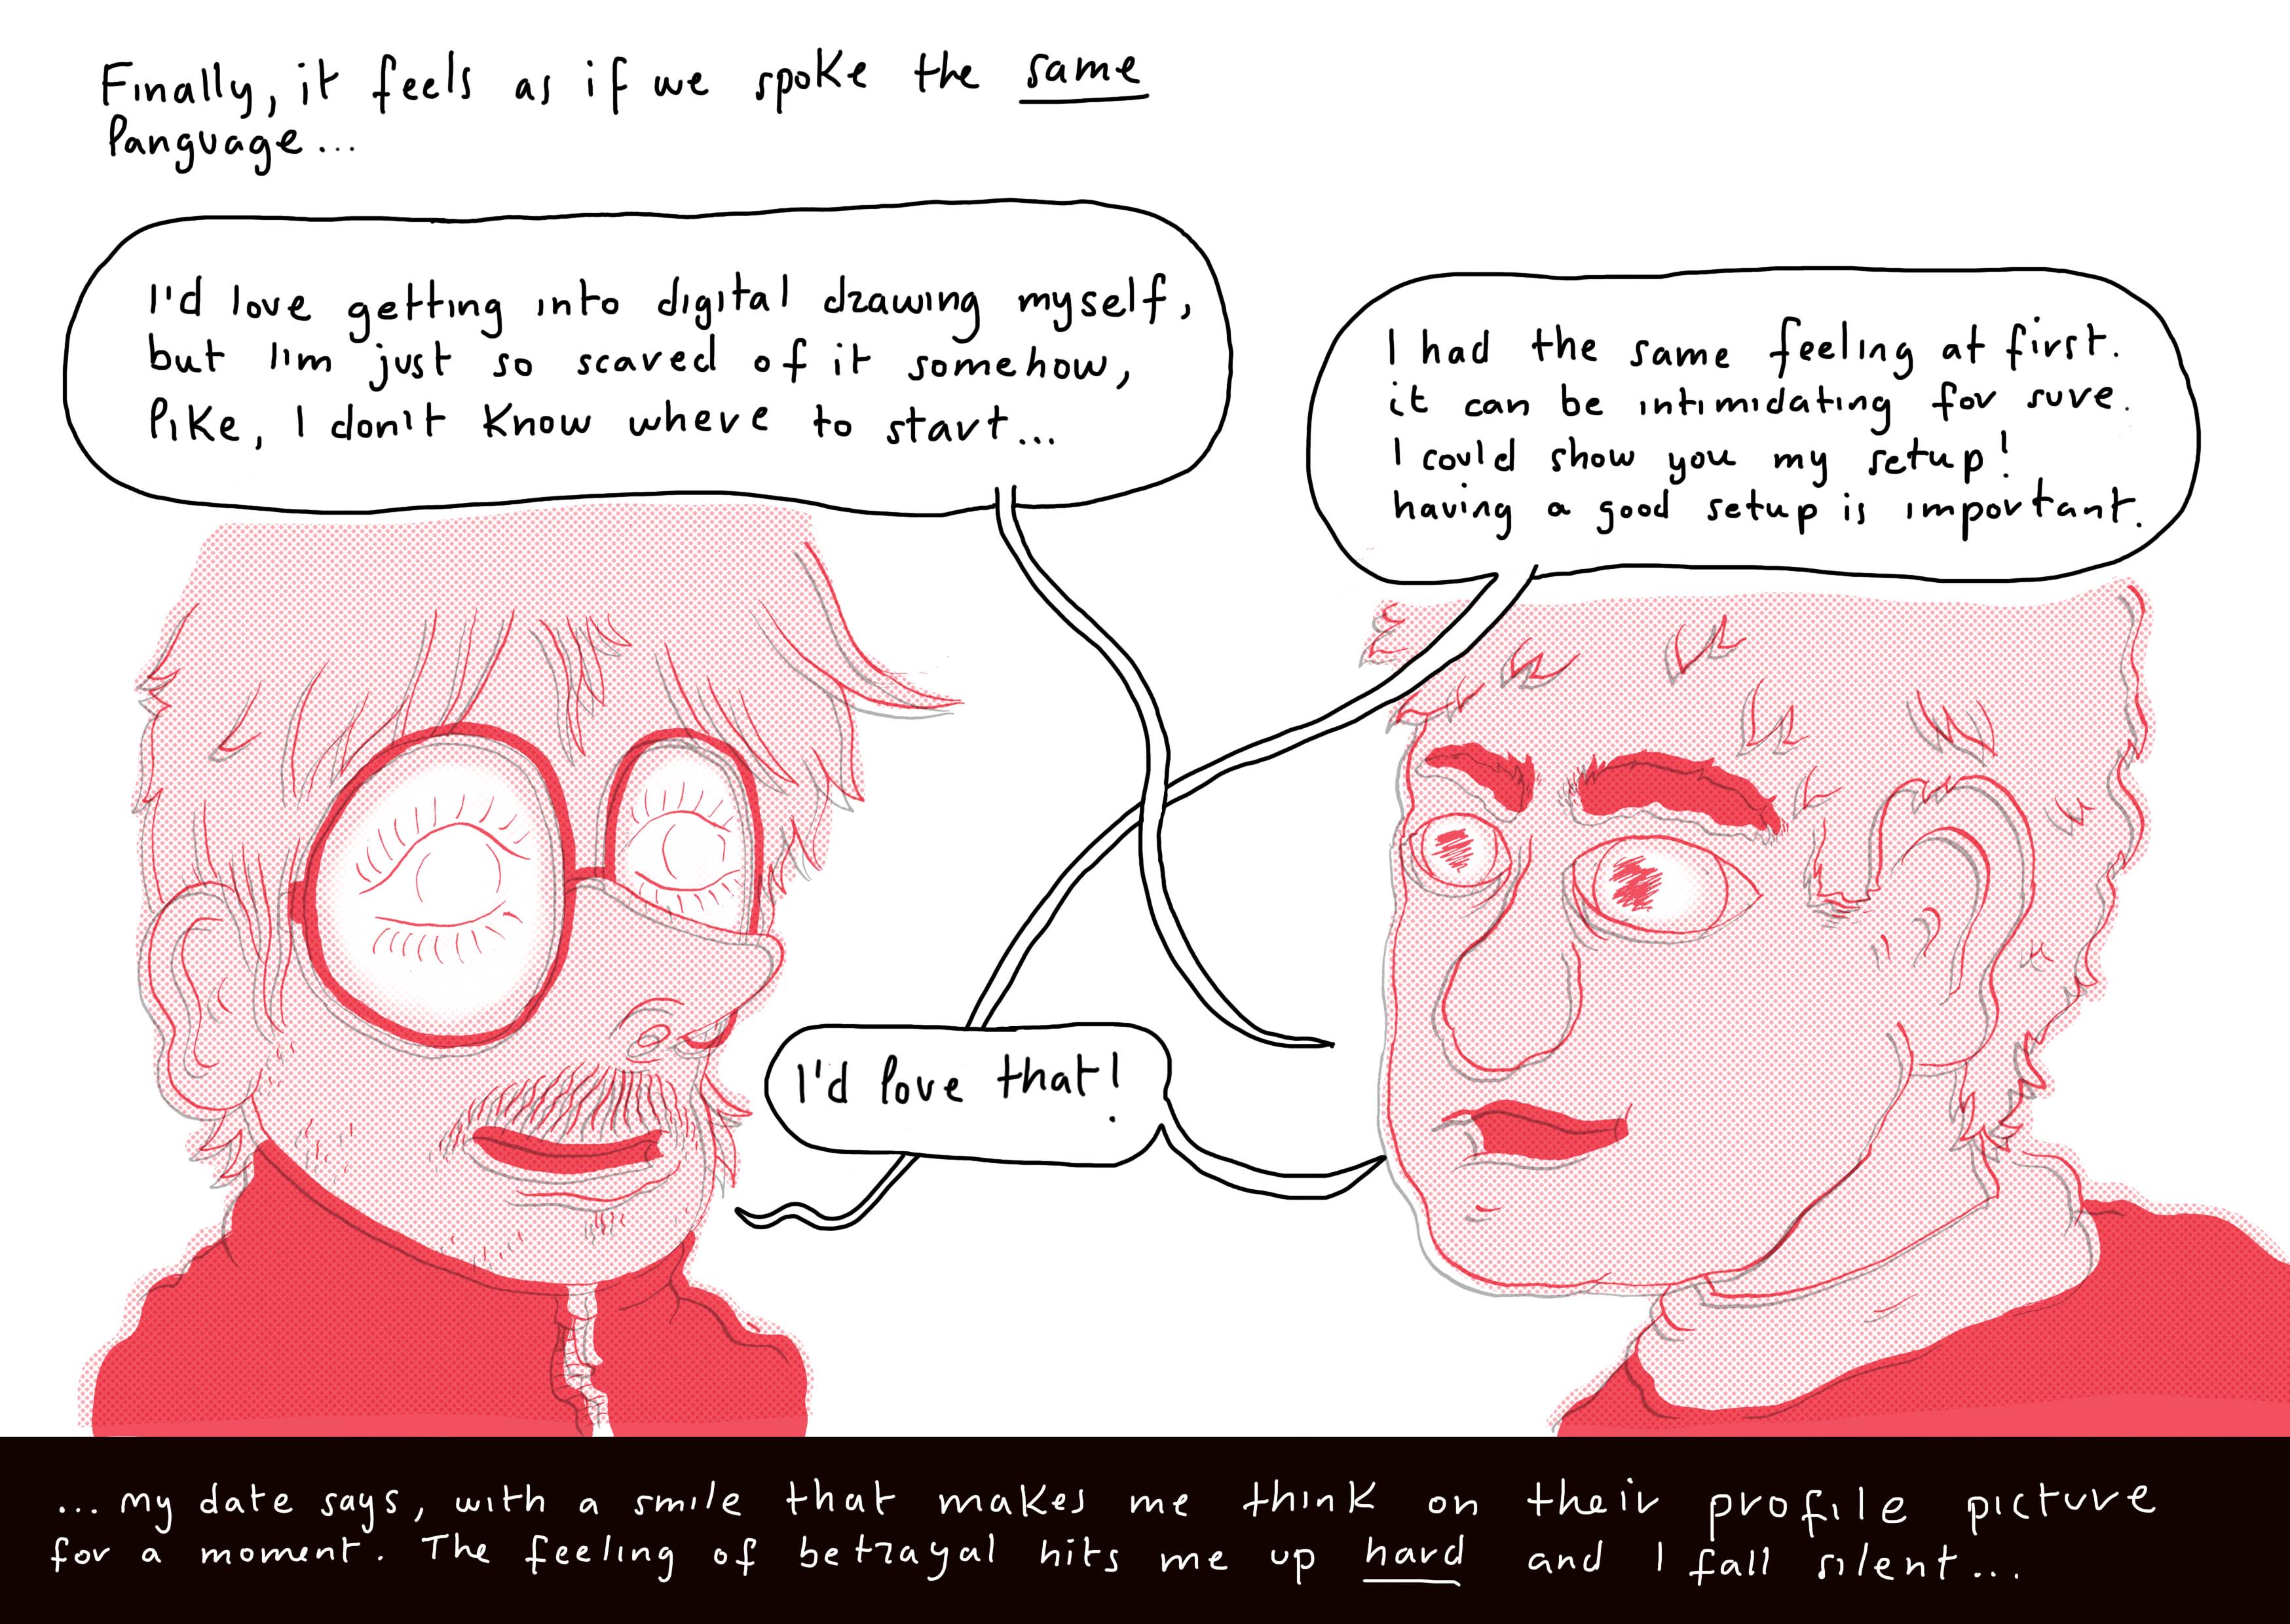 Finally, it feels as if we spoke the same
language...
I'd love getting into digital drawing myself,
but I'm just so scared of it somehow,
like, I don't know where to start...
I had the same feeling at first.
it can be intimidating for sure.
I could show you my setup!
having a good setup is important.
I'd love that!
... my date says, with a smile that makes me think on their profile picture
for a moment. The feeling of betrayal hits me up hard and I fall silent...